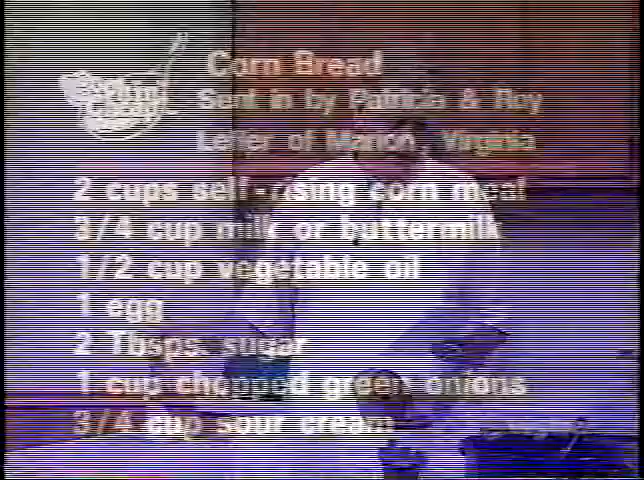 Cookin' Cheap
Corn Bread
Sent in by Patricia & Roy
Lefler of Marion, Virginia
2 cups self-rising corn meal
3/4 cup milk or buttermilk
1/2 cup vegetable oil
1 egg
2 Tbsps. sugar
1 cup chopped green onions
3/4 cup sour cream